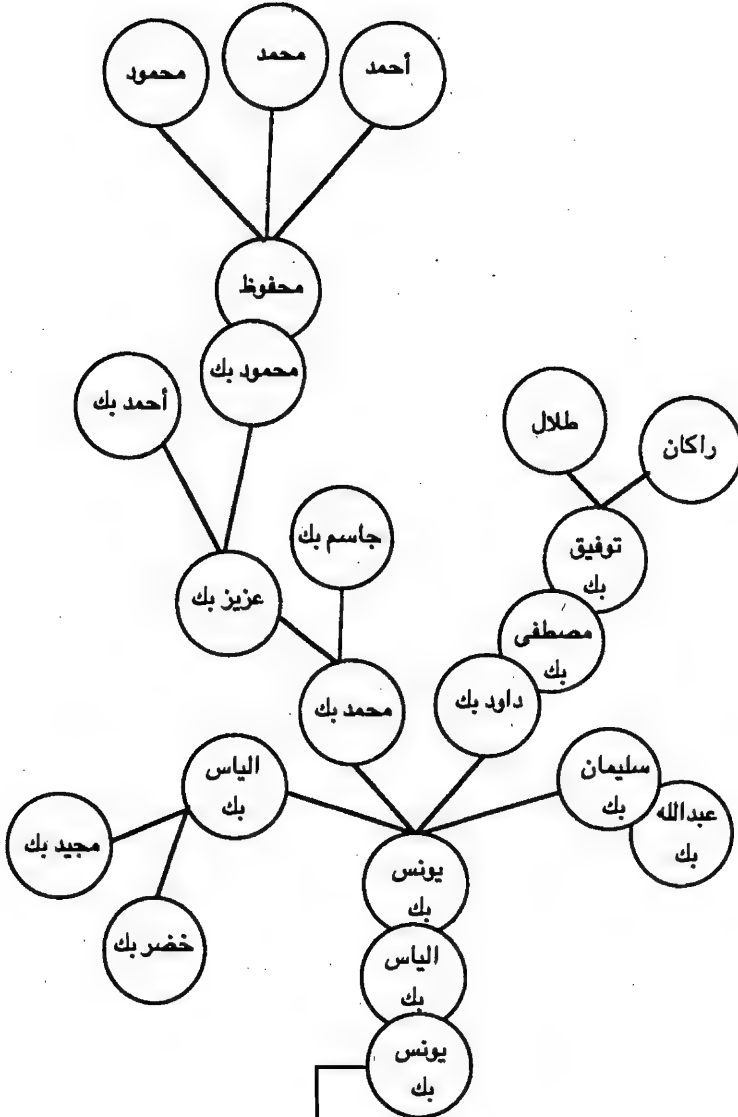 أحمد
محمد
محمود
محفوظ
محمود بك
أحمد بك
راكان
طلال
توفيق
بك
مصطفى
بك
داود بك
جاسم بك
عزيز بك
محمد بك
سليمان
بك
عبدالله
بك
الياس
بك
مجيد بك
خضر بك
يونس
بك
الياس
بك
يونس
بك